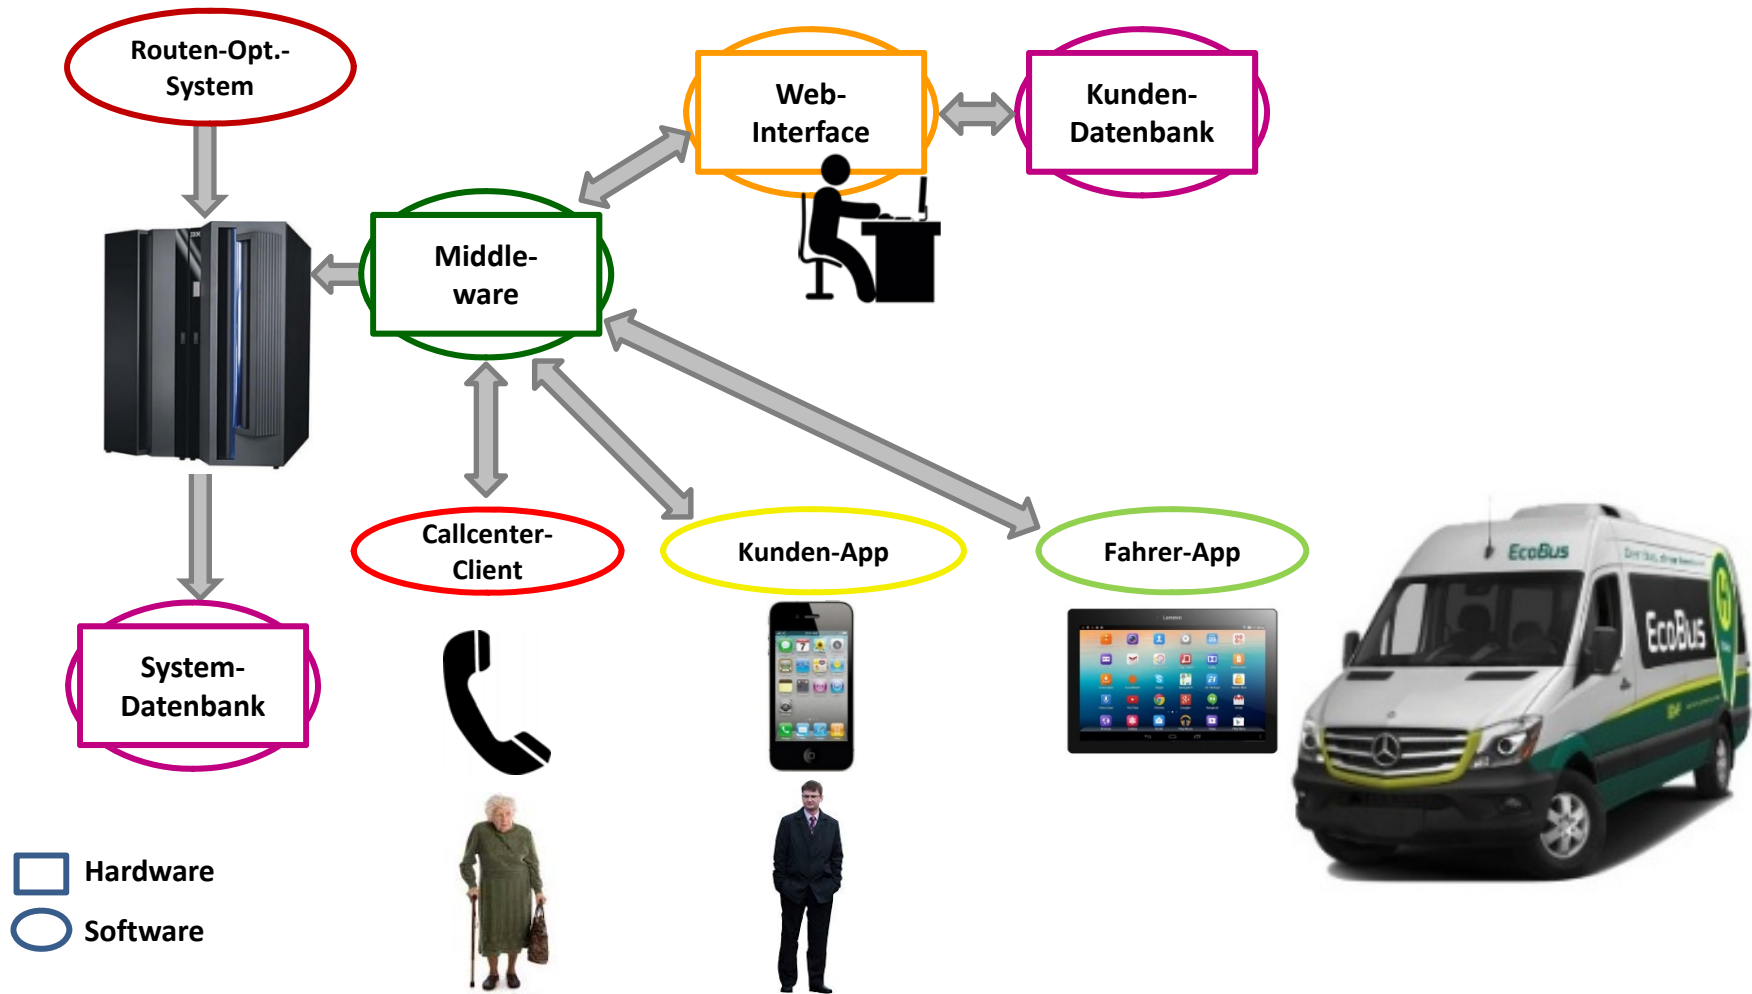 Routen-Opt.-
System
Web-
Interface
Kunden-
Datenbank
Middle-
ware
Callcenter-
Client
Kunden-App
Fahrer-App
System-
Datenbank
EcoBus
EcoBus
Lenovo
Hardware
Software